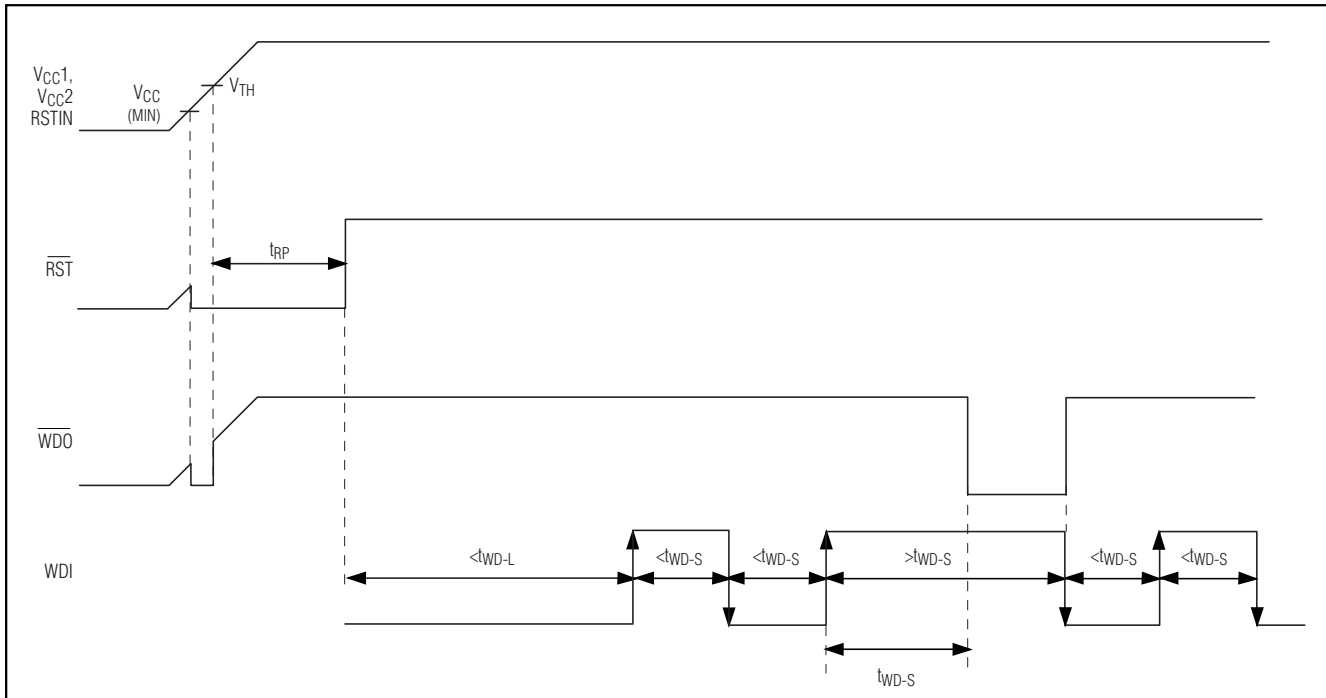 VCC1,
VCC2
RSTIN
VCC
(MIN)
VTH
RST
tRP
WDO
WDI
<tWD-L
<tWD-S
<tWD-S
>tWD-S
<tWD-S
<tWD-S
tWD-S